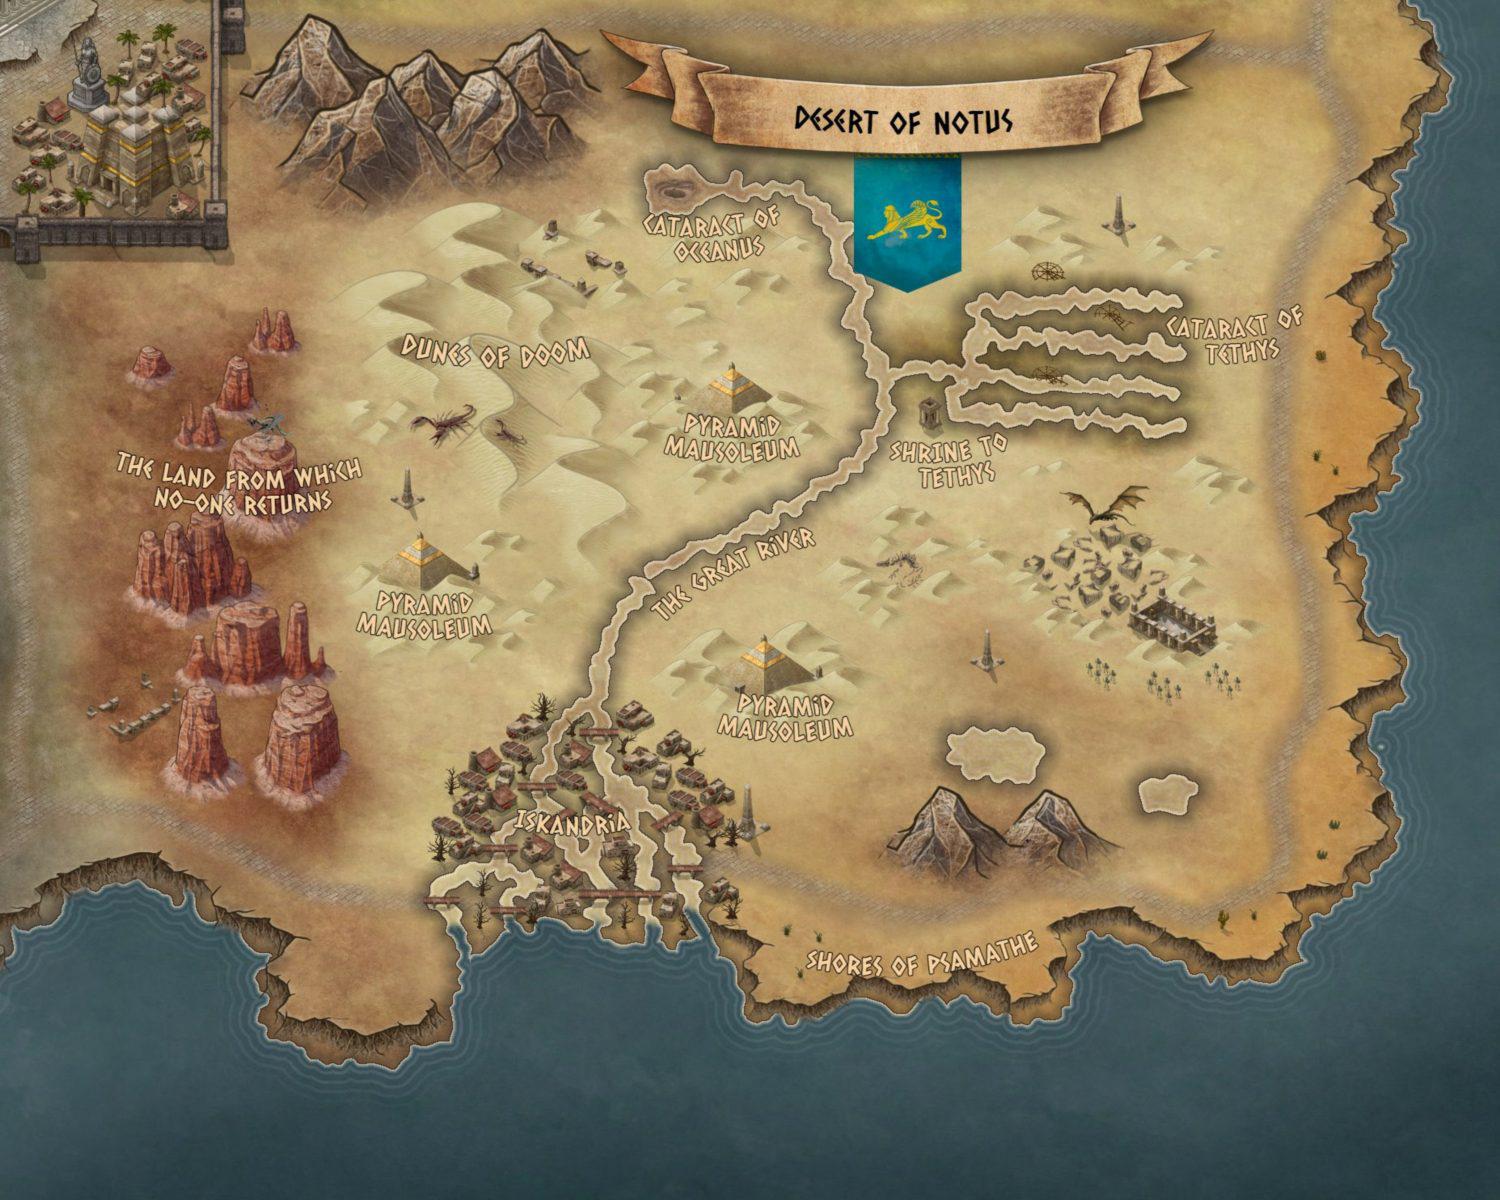 DESERT OF NOTUS
CATARACT OF
OCEANUS
CATARACT OF
TETHYS
DUNES OF DOOM
PYRAMID
MAUSOLEUM
SHRINE TO
TETHYS
THE LAND FROM WHICH
NO-ONE RETURNS
THE GREAT RIVER
PYRAMID
MAUSOLEUM
PYRAMID
MAUSOLEUM
ISKANDRIA
SHORES OF PSAMATHE